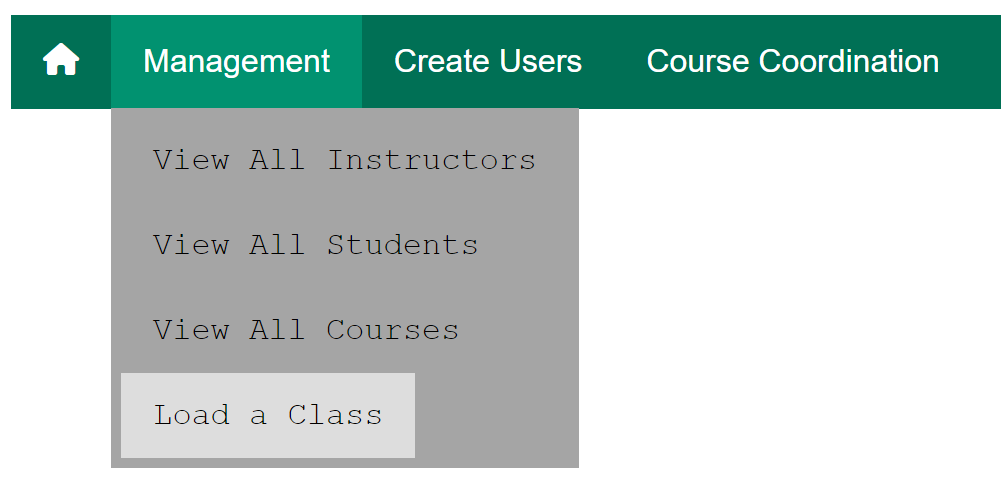 Management Create Users Course Coordination
View All Instructors
View All Students
View All Courses
Load a Class